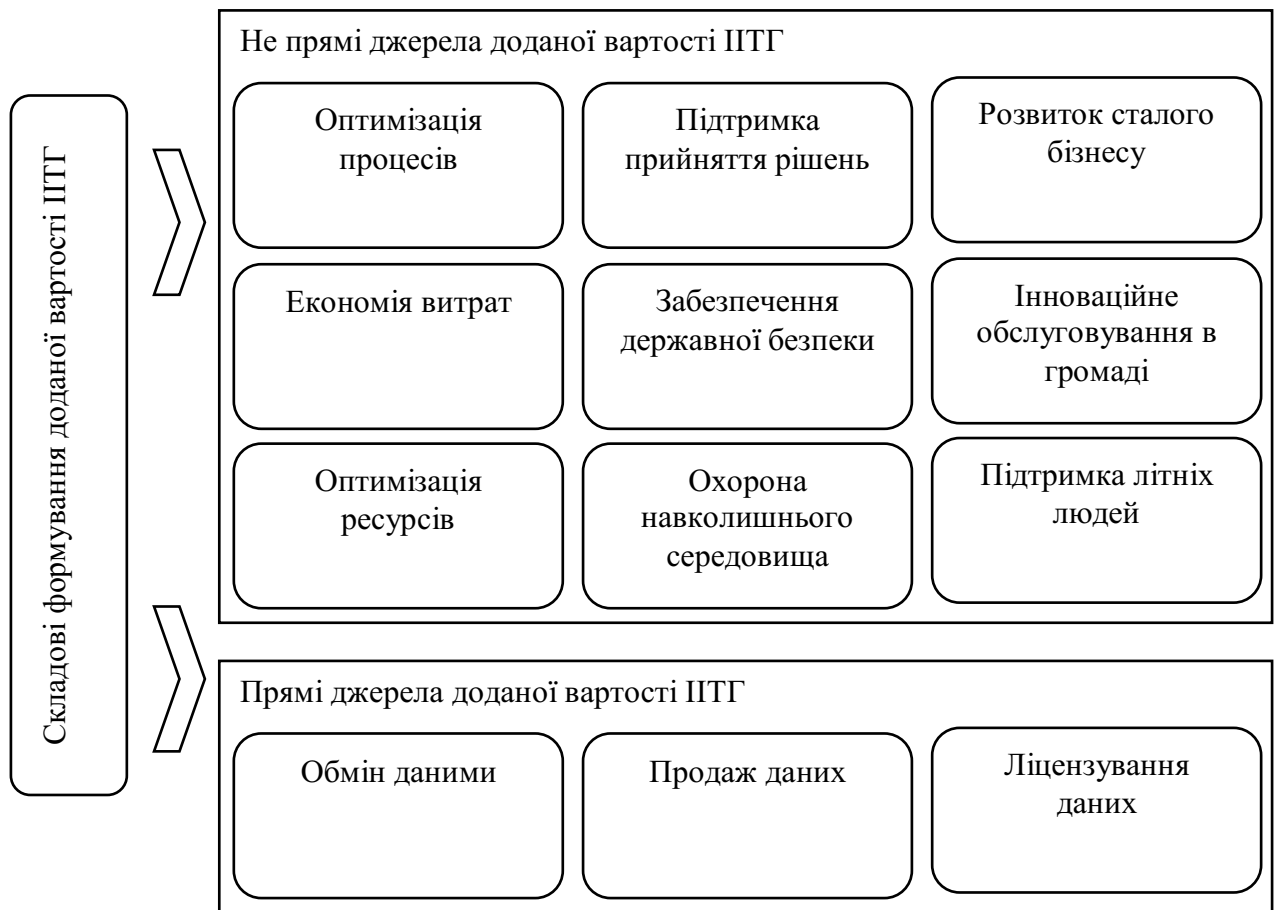 Складові формування доданої вартості ІІТГ
Не прямі джерела доданої вартості ІІТГ
Оптимізація
процесів
Підтримка
прийняття рішень
Розвиток сталого
бізнесу
Економія витрат
Забезпечення
державної безпеки
Інноваційне
обслуговування в
громаді
Оптимізація
ресурсів
Охорона
навколишнього
середовища
Підтримка літніх
людей
Прямі джерела доданої вартості ІІТГ
Обмін даними
Продаж даних
Ліцензування
даних